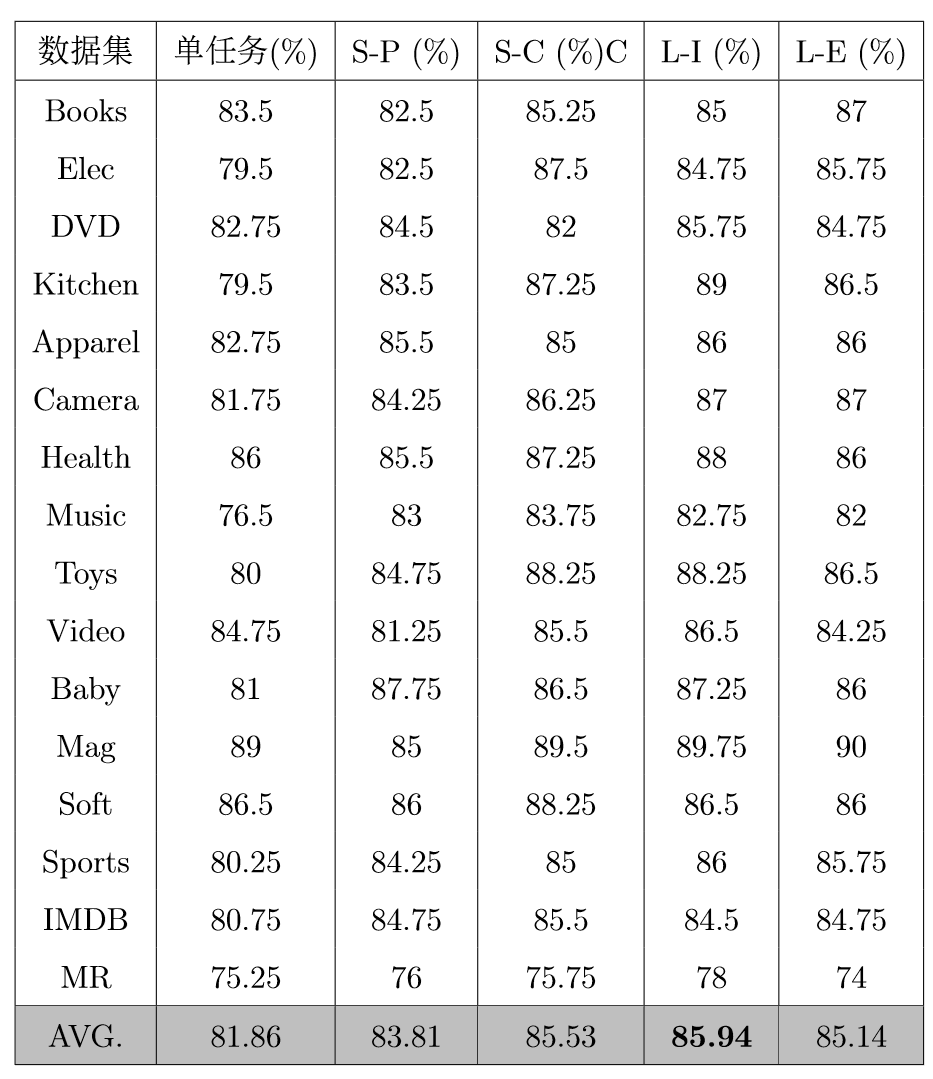 数据集 单任务(%) S-P (%) S-C (%)C L-I (%) L-E (%)
Books 83.5 82.5 85.25 85 87
Elec 79.5 82.5 87.5 84.75 85.75
DVD 82.75 84.5 82 85.75 84.75
Kitchen 79.5 83.5 87.25 89 86.5
Apparel 82.75 85.5 85 86 86
Camera 81.75 84.25 86.25 87 87
Health 86 85.5 87.25 88 86
Music 76.5 83 83.75 82.75 82
Toys 80 84.75 88.25 88.25 86.5
Video 84.75 81.25 85.5 86.5 84.25
Baby 81 87.75 86.5 87.25 86
Mag 89 85 89.5 89.75 90
Soft 86.5 86 88.25 86.5 86
Sports 80.25 84.25 85 86 85.75
IMDB 80.75 84.75 85.5 84.5 84.75
MR 75.25 76 75.75 78 74
AVG. 81.86 83.81 85.53 85.94 85.14